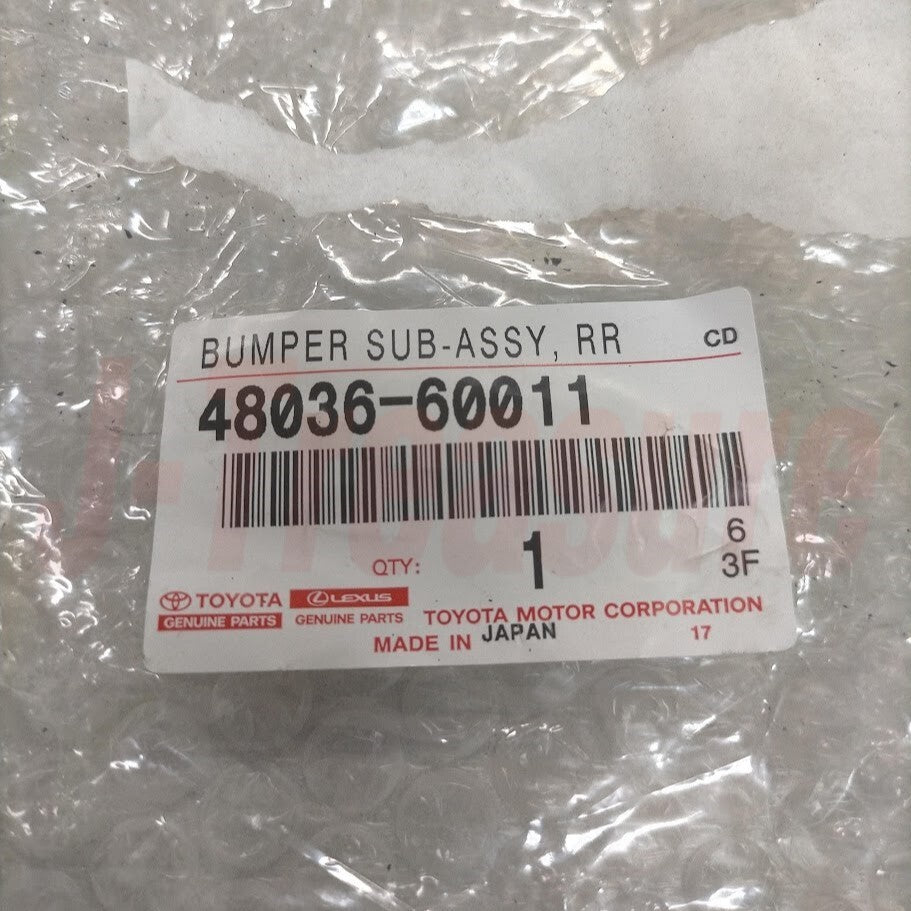 BUMPER SUB-ASSY, RR CD
48036-60011
QTY: 1 6
3F
TOYOTA LEXUS
GENUINE PARTS GENUINE PARTS TOYOTA MOTOR CORPORATION
MADE IN JAPAN 17
J-Treasure